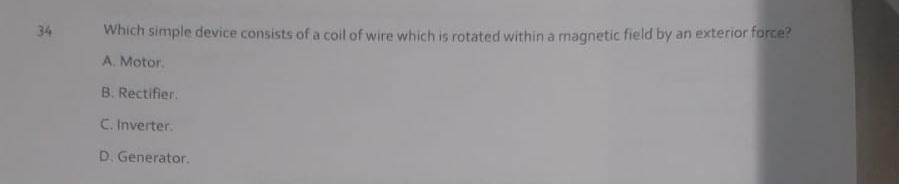 34 Which simple device consists of a coil of wire which is rotated within a magnetic field by an exterior force?
A. Motor.
B. Rectifier.
C. Inverter.
D. Generator.